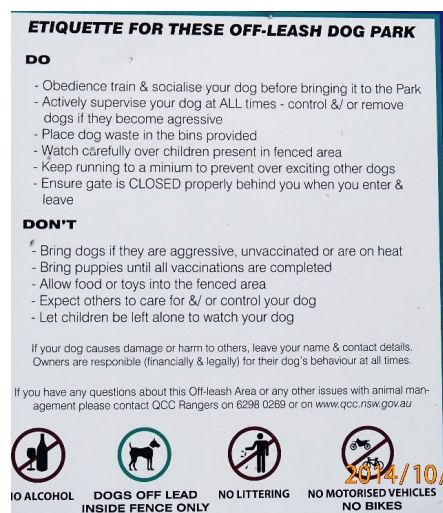 ETIQUETTE FOR THESE OFF-LEASH DOG PARK
DO
- Obedience train & socialise your dog before bringing it to the Park
- Actively supervise your dog at ALL times - control &/ or remove
dogs if they become agressive
- Place dog waste in the bins provided
- Watch carefully over children present in fenced area
- Keep running to a minium to prevent over exciting other dogs
- Ensure gate is CLOSED properly behind you when you enter &
leave
DON'T
- Bring dogs if they are aggressive, unvaccinated or are on heat
- Bring puppies until all vaccinations are completed
- Allow food or toys into the fenced area
- Expect others to care for &/ or control your dog
- Let children be left alone to watch your dog
If your dog causes damage or harm to others, leave your name & contact details.
Owners are responible (financially & legally) for their dog's behaviour at all times.
If you have any questions about this Off-leash Area or any other issues with animal man-
agement please contact QCC Rangers on 6298 0269 or on www.qcc.nsw.gov.au
2014/10/
NO ALCOHOL
DOGS OFF LEAD
INSIDE FENCE ONLY
NO LITTERING
NO MOTORISED VEHICLES
NO BIKES